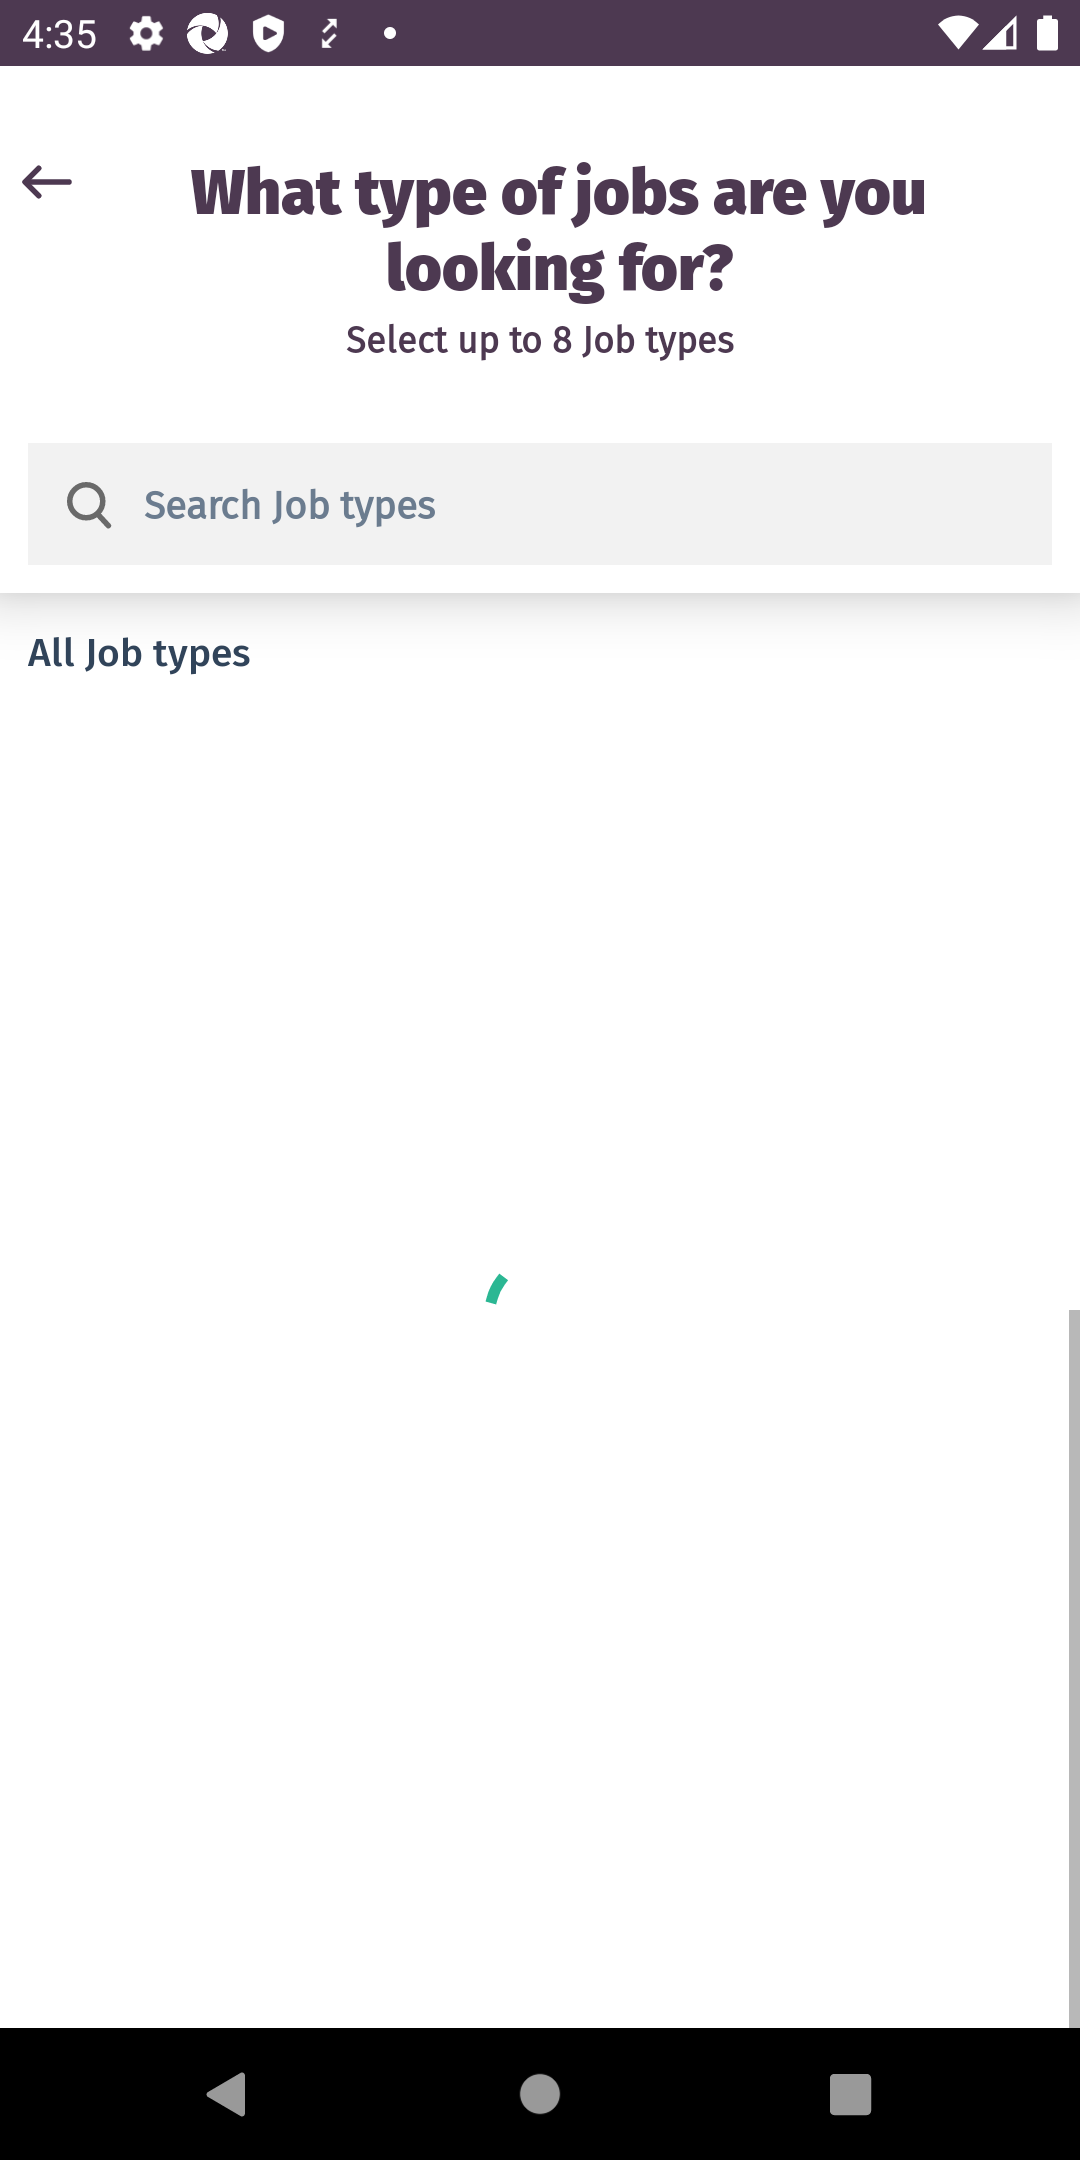 4:35
What type of jobs are you
looking for?
Select up to 8 Job types
Search Job types
All Job types